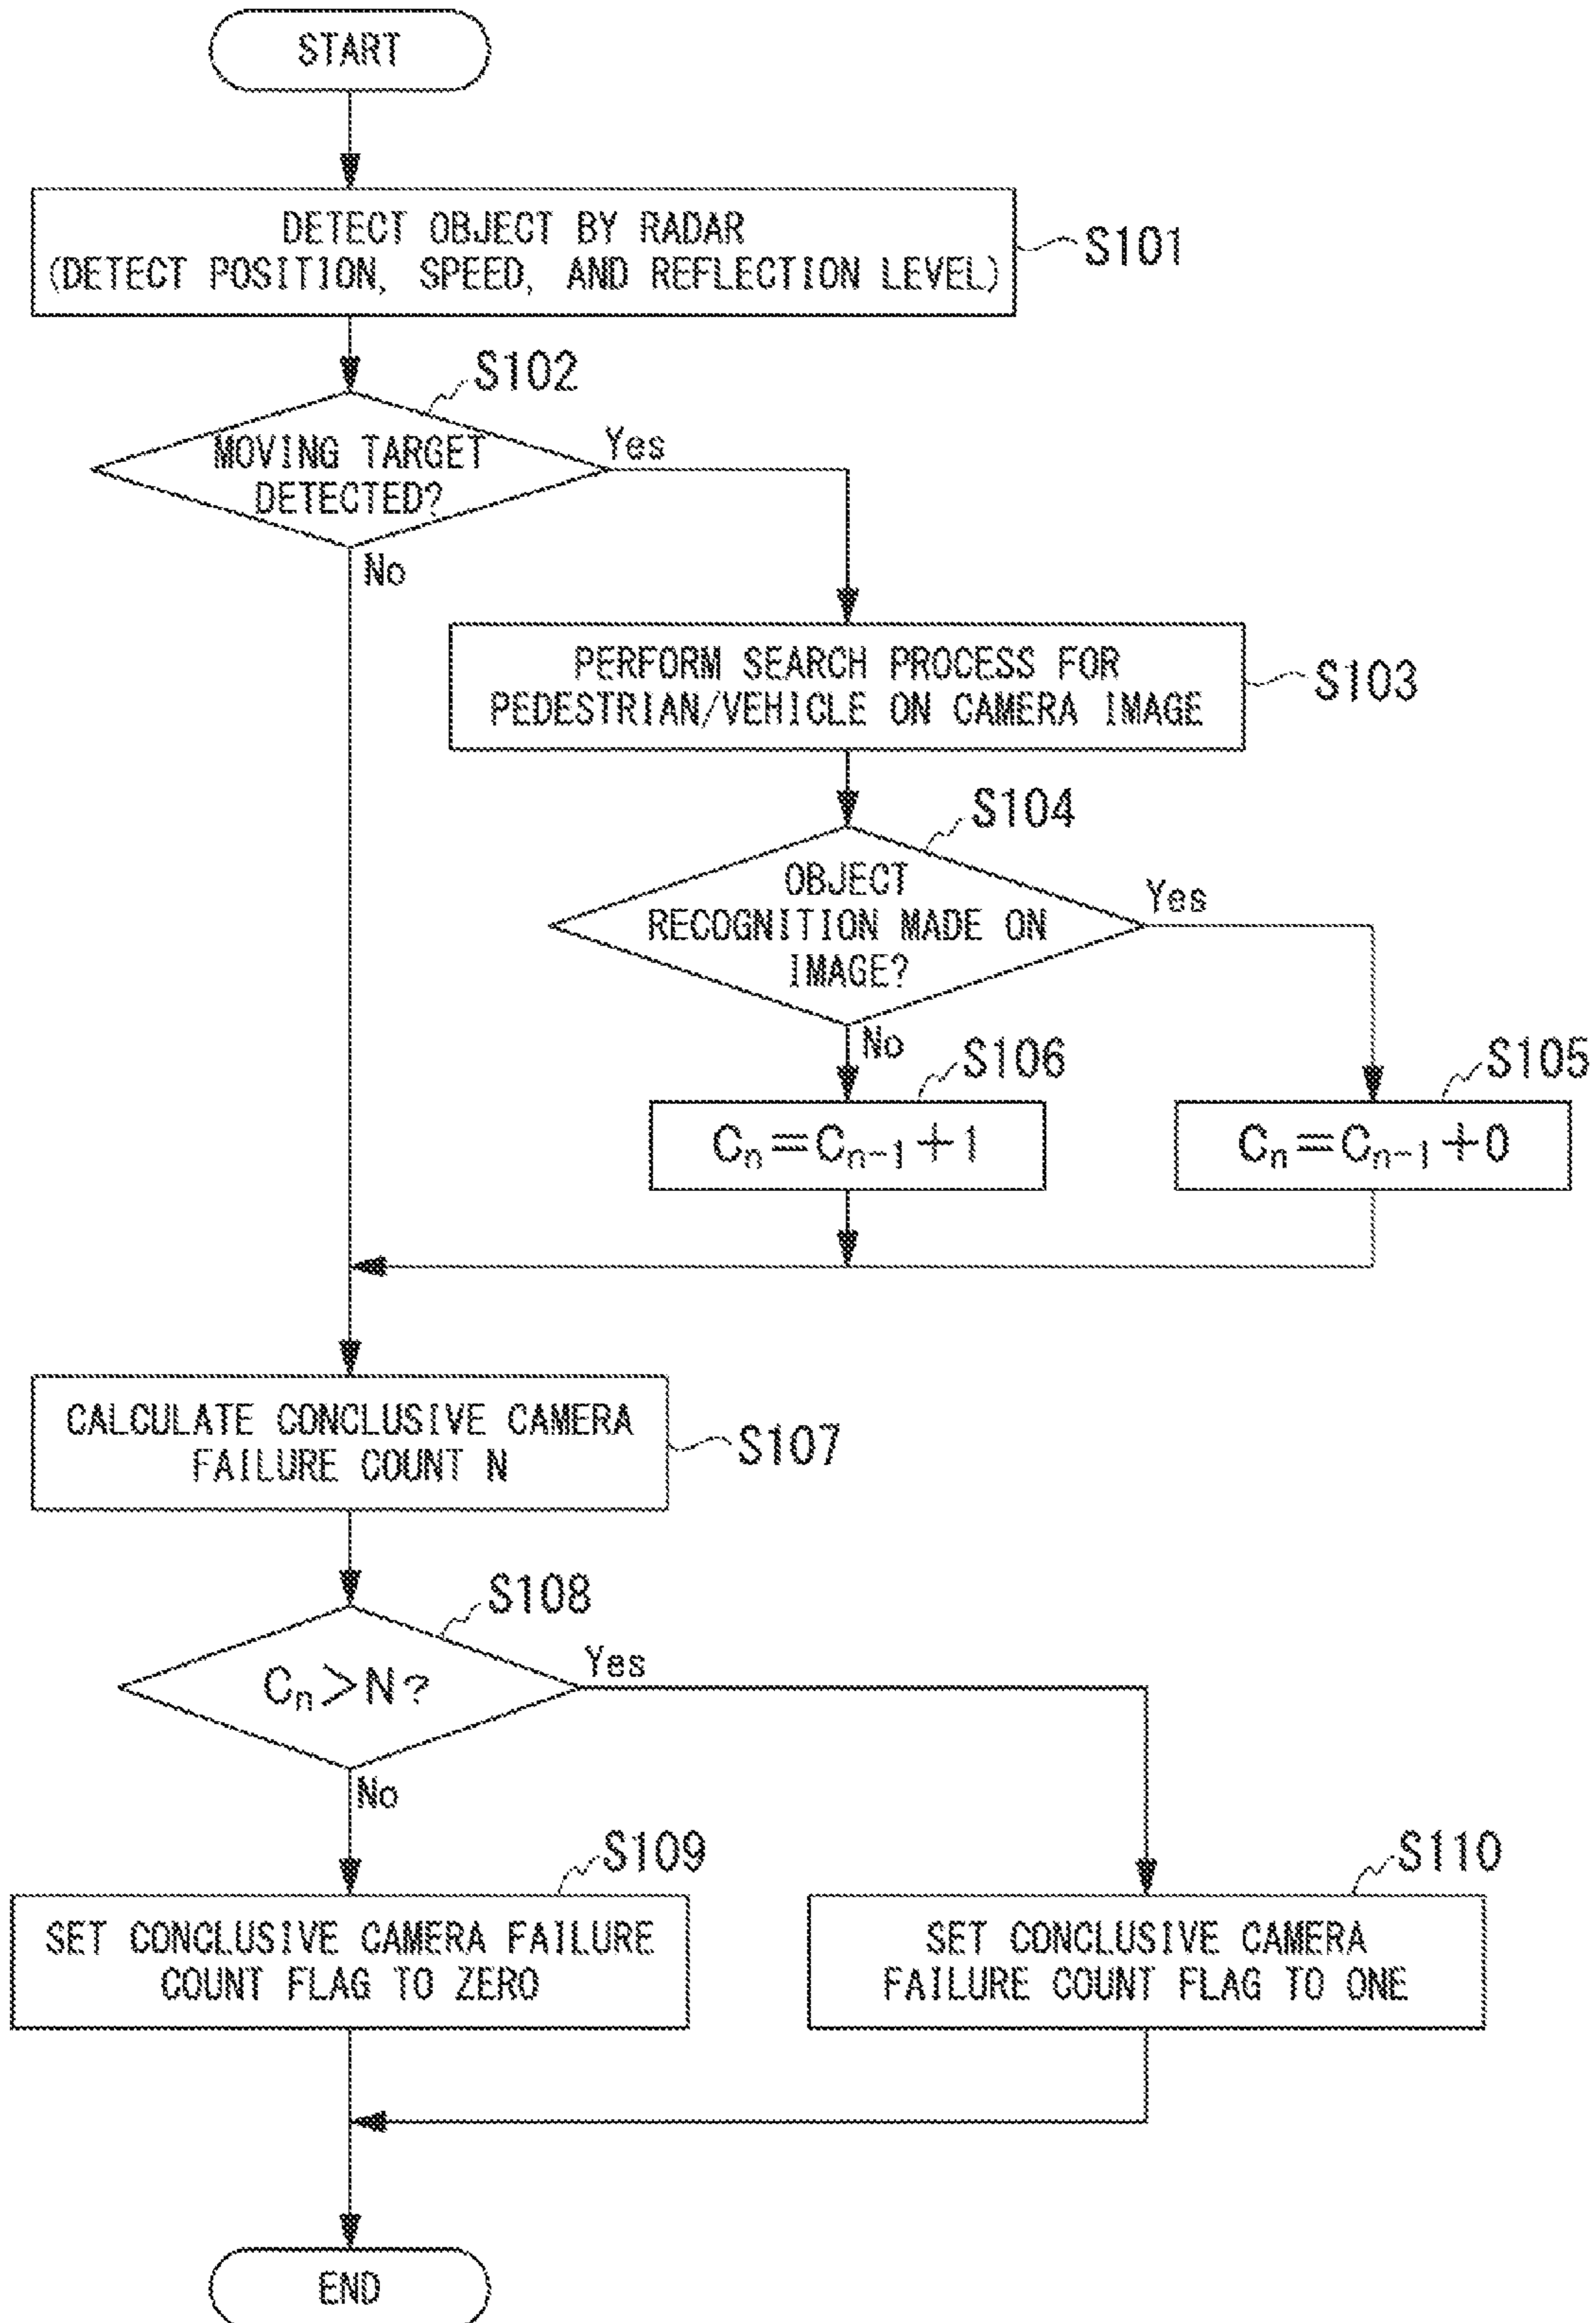 START
DETECT OBJECT BY RADAR
(DETECT POSITION, SPEED, AND REFLECTION LEVEL)
S101
S102
MOVING TARGET
DETECTED?
Yes
No
PERFORM SEARCH PROCESS FOR
PEDESTRIAN/VEHICLE ON CAMERA IMAGE
S103
S104
OBJECT
RECOGNITION MADE ON
IMAGE?
Yes
No
S106
Cn=Cn-1+1
S105
Cn=Cn-1+0
CALCULATE CONCLUSIVE CAMERA
FAILURE COUNT N
S107
S108
Cn>N?
Yes
No
S109
SET CONCLUSIVE CAMERA FAILURE
COUNT FLAG TO ZERO
S110
SET CONCLUSIVE CAMERA
FAILURE COUNT FLAG TO ONE
END